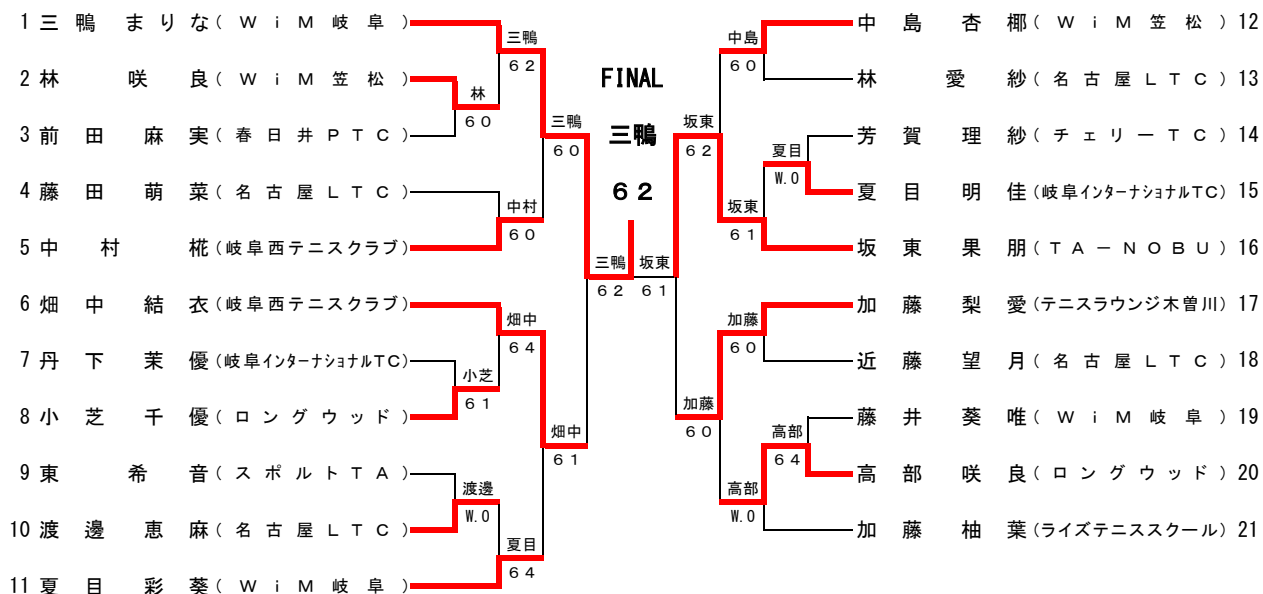 1 三鴨 まりな (WiM岐阜)
2 林 咲良 (WiM笠松)
3 前田麻実 (春日井PTC)
4 藤田萌菜 (名古屋LTC)
5 中村 椛 (岐阜西テニスクラブ)
6 畑中結衣 (岐阜西テニスクラブ)
7 丹下茉優 (岐阜インターナショナルTC)
8 小芝千優 (ロングウッド)
9 東 希音 (スポルトTA)
10 渡邊恵麻 (名古屋LTC)
11 夏目彩葵 (WiM岐阜)
三鴨
62
林
60
中村
60
畑中
64
小芝
61
渡邊
W.0
夏目
64
三鴨
60
畑中
61
三鴨
62
FINAL
三鴨
62
坂東
61
坂東
62
加藤
60
中島
60
夏目
W.0
坂東
61
加藤
60
高部
64
高部
W.0
中島杏椰 (WiM笠松) 12
林 愛紗 (名古屋LTC) 13
芳賀理紗 (チェリーTC) 14
夏目明佳 (岐阜インターナショナルTC) 15
坂東果朋 (TA－NOBU) 16
加藤梨愛 (テニスラウンジ木曽川) 17
近藤望月 (名古屋LTC) 18
藤井葵唯 (WiM岐阜) 19
高部咲良 (ロングウッド) 20
加藤柚葉 (ライズテニススクール) 21